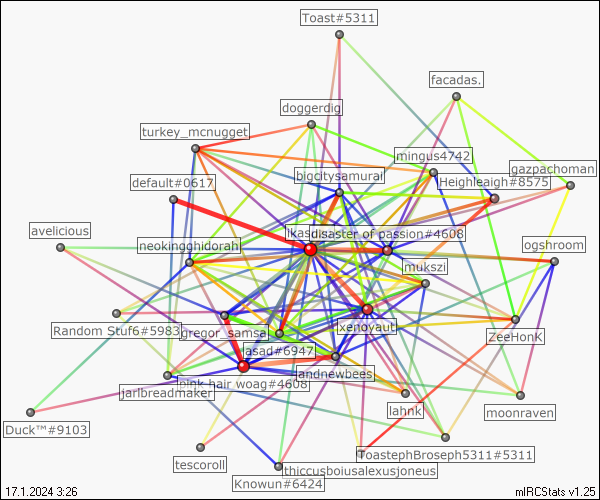 Toast#5311
facadas.
doggerdig
turkey_mcnugget
mingus4742
gazpachoman
bigcitysamurai
Heighleigh#8575
default#0617
disaster of passion#4608
avelicious
neokingghidorah
ogshroom
mukszi
Random Stuf6#5983
gregor_samsa
xenoyaut
ZeeHonK
asad#6947
andnewbees
pink hair woag#4608
jarlbreadmaker
lahnk
moonraven
Duck™#9103
ToastephBroseph5311#5311
tescoroll
thiccusboiusalexusjoneus
Knowun#6424
17.1.2024 3:26
mIRCStats v1.25